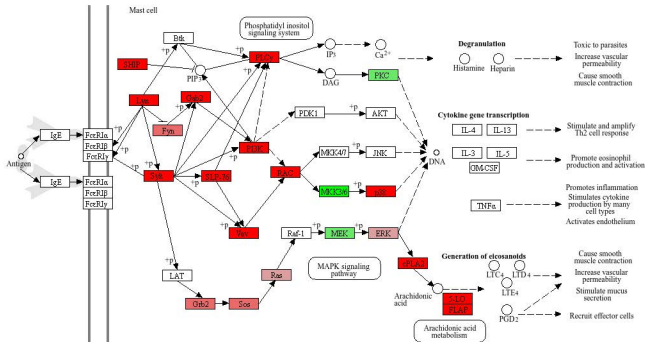 Mast cell
Phosphatidyl inositol
signaling system
Btk
+p
SHIP
PIP3
PLCγ
+p
IP3
Ca2+
DAG
PKC
Degranulation
Histamine
Heparin
Toxic to parasites
Increase vascular
permeability
Cause smooth
muscle contraction
Lyn
Grb2
+p
Fyn
PI3K
PDK1
+p
AKT
Cytokine gene transcription
IL-4
IL-13
IL-3
IL-5
GM-CSF
TNFα
Stimulate and amplify
Th2 cell response
Promote eosinophil
production and activation
Promotes inflammation
Stimulates cytokine
production by many
cell types
Activates endothelium
Antigen
IgE
FcεRIα
FcεRIβ
FcεRIγ
+p
IgE
FcεRIα
FcεRIβ
FcεRIγ
Syk
+p
RAC
MKK4/7
JNK
MKK3/6
+p
p38
DNA
Vav
+p
+p
LAT
Raf-1
+p
MEK
+p
ERK
Ras
Grb2
Sos
MAPK signaling
pathway
cPLA2
Arachidonic
acid
5-LO
FLAP
Arachidonic acid
metabolism
Generation of eicosanoids
LTC4
LTD4
LTE4
PGD2
Cause smooth
muscle contraction
Increase vascular
permeability
Stimulate mucus
secretion
Recruit effector cells